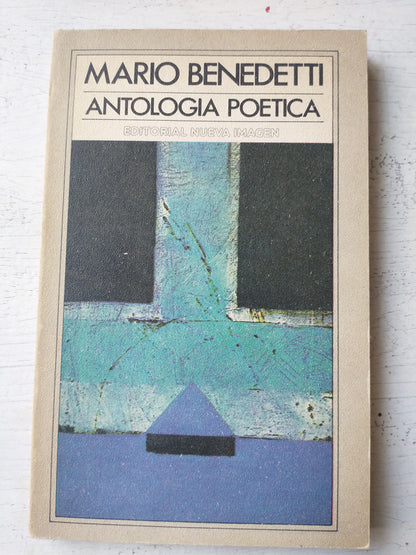 MARIO BENEDETTI
ANTOLOGIA POETICA
EDITORIAL NUEVA IMAGEN